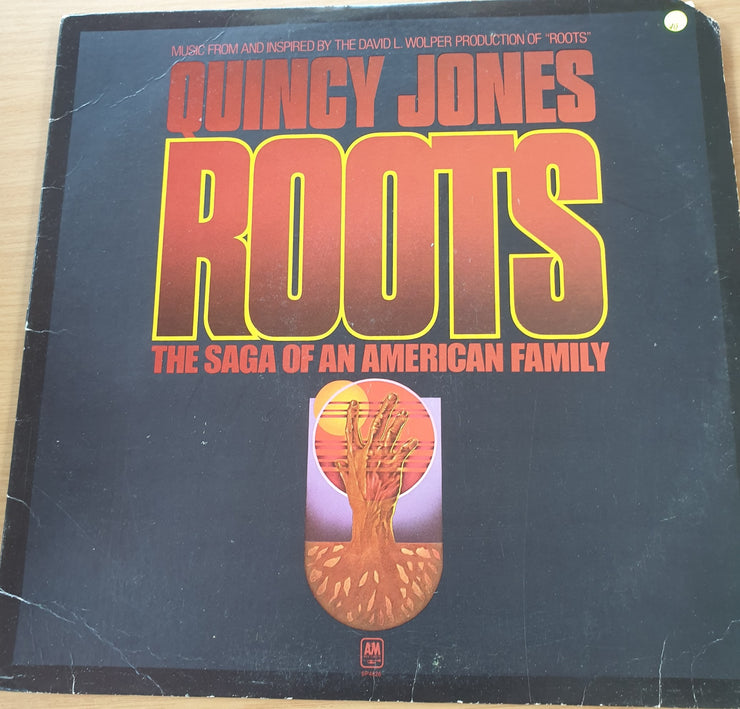 MUSIC FROM AND INSPIRED BY THE DAVID L. WOLPER PRODUCTION OF "ROOTS"
QUINCY JONES
ROOTS
THE SAGA OF AN AMERICAN FAMILY
AM